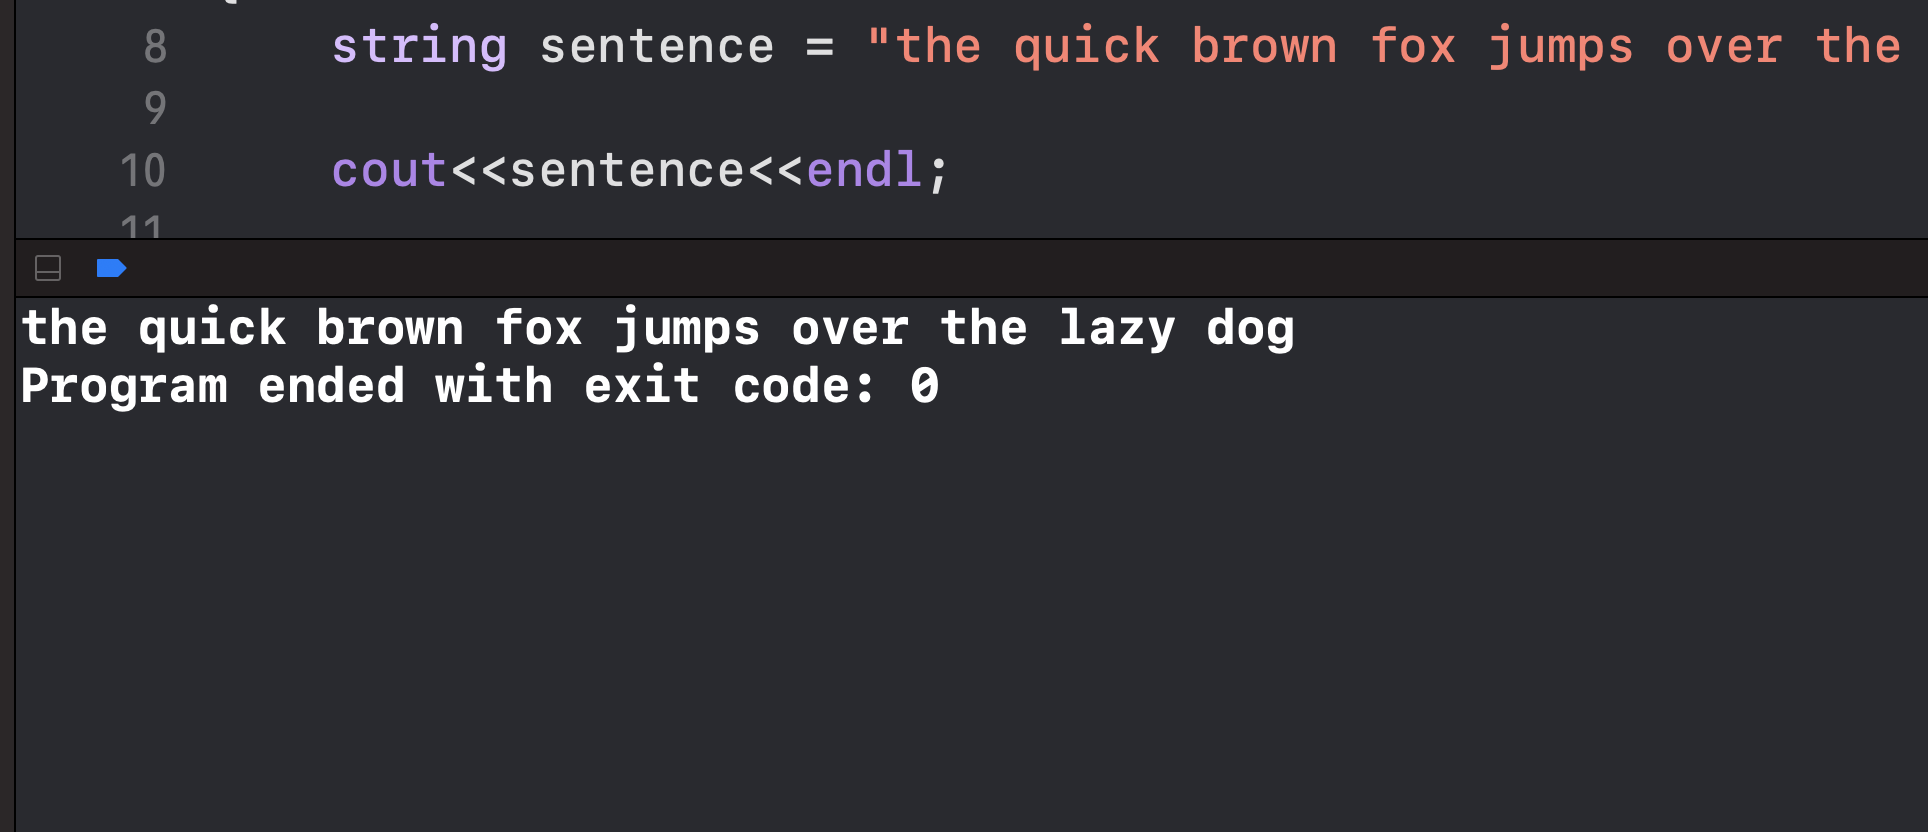 8 string sentence = "the quick brown fox jumps over the
9
10 cout<<sentence<<endl;
11
the quick brown fox jumps over the lazy dog
Program ended with exit code: 0